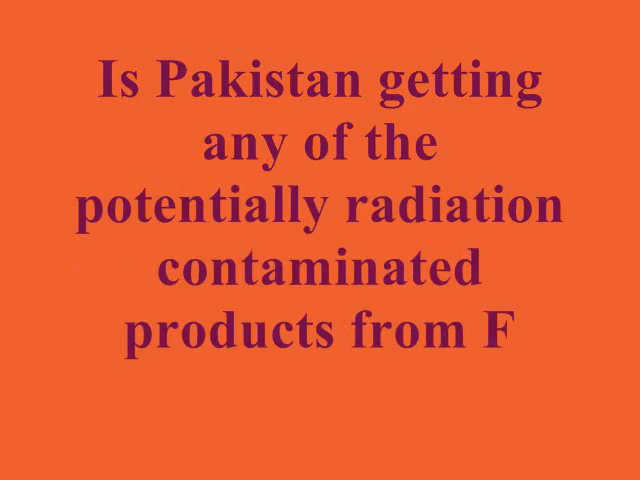 Is Pakistan getting
any of the
potentially radiation
contaminated
products from F